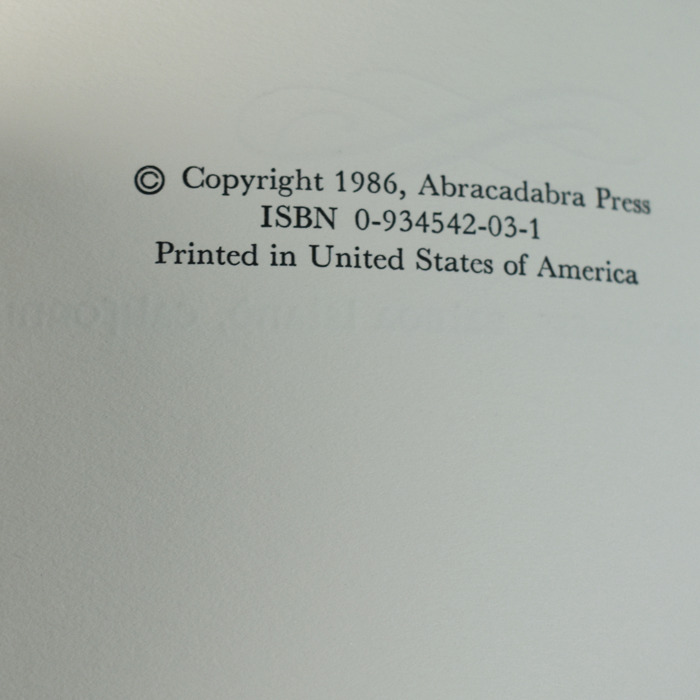 © Copyright 1986, Abracadabra Press
ISBN 0-934542-03-1
Printed in United States of America